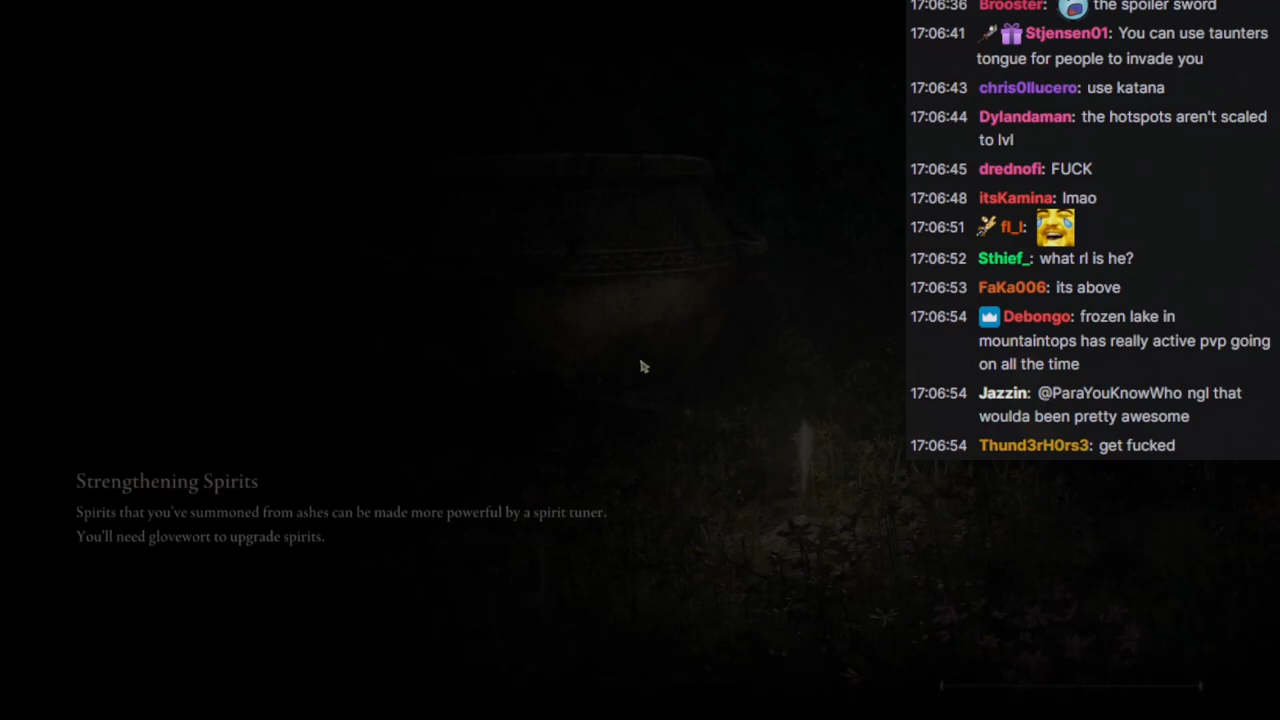 17:06:36 Brooster: the spoiler sword
17:06:41 Stjensen01: You can use taunters
tongue for people to invade you
17:06:43 chris0llucero: use katana
17:06:44 Dylandaman: the hotspots aren't scaled
to lvl
17:06:45 drednofi: FUCK
17:06:48 itsKamina: lmao
17:06:51 fl_l:
17:06:52 Sthief_: what rl is he?
17:06:53 FaKa006: its above
17:06:54 Debongo: frozen lake in
mountaintops has really active pvp going
on all the time
17:06:54 Jazzin: @ParaYouKnowWho ngl that
woulda been pretty awesome
17:06:54 Thund3rH0rs3: get fucked
Strengthening Spirits
Spirits that you've summoned from ashes can be made more powerful by a spirit tuner.
You'll need glovewort to upgrade spirits.